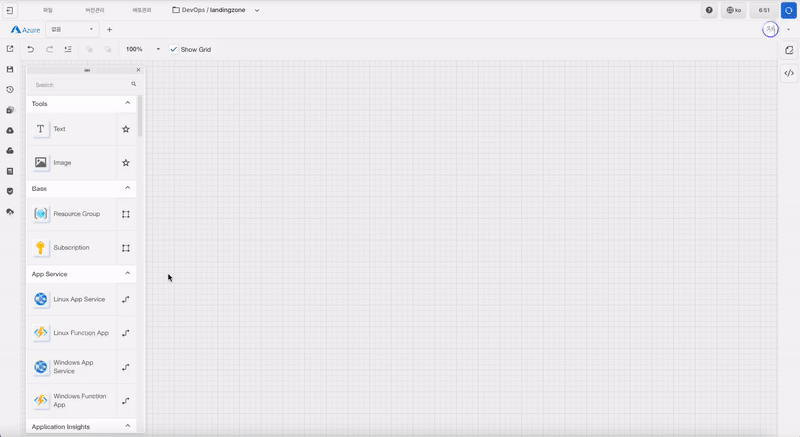 파일 버전관리 배포관리 DevOps / landingzone ko 6:51
Azure 없음
100% Show Grid
Search
Tools
Text
Image
Base
Resource Group
Subscription
App Service
Linux App Service
Linux Function App
Windows App
Service
Windows Function
App
Application Insights